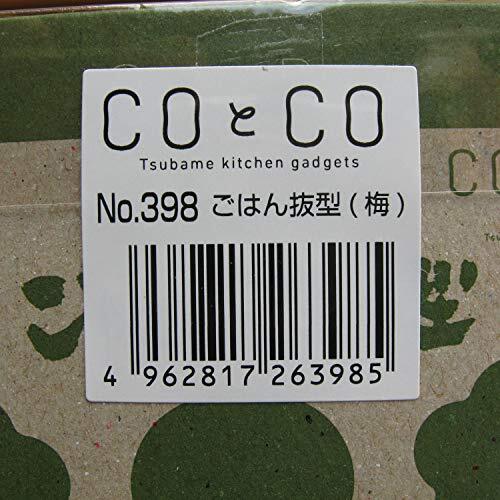 COとCO
Tsubame kitchen gadgets
No.398 ごはん抜型(梅)
4 962817 263985
CO